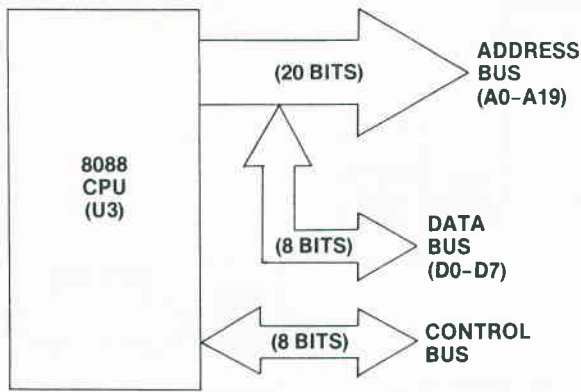 8088
CPU
(U3)
(20 BITS)
ADDRESS
BUS
(A0–A19)
(8 BITS)
DATA
BUS
(D0–D7)
(8 BITS)
CONTROL
BUS